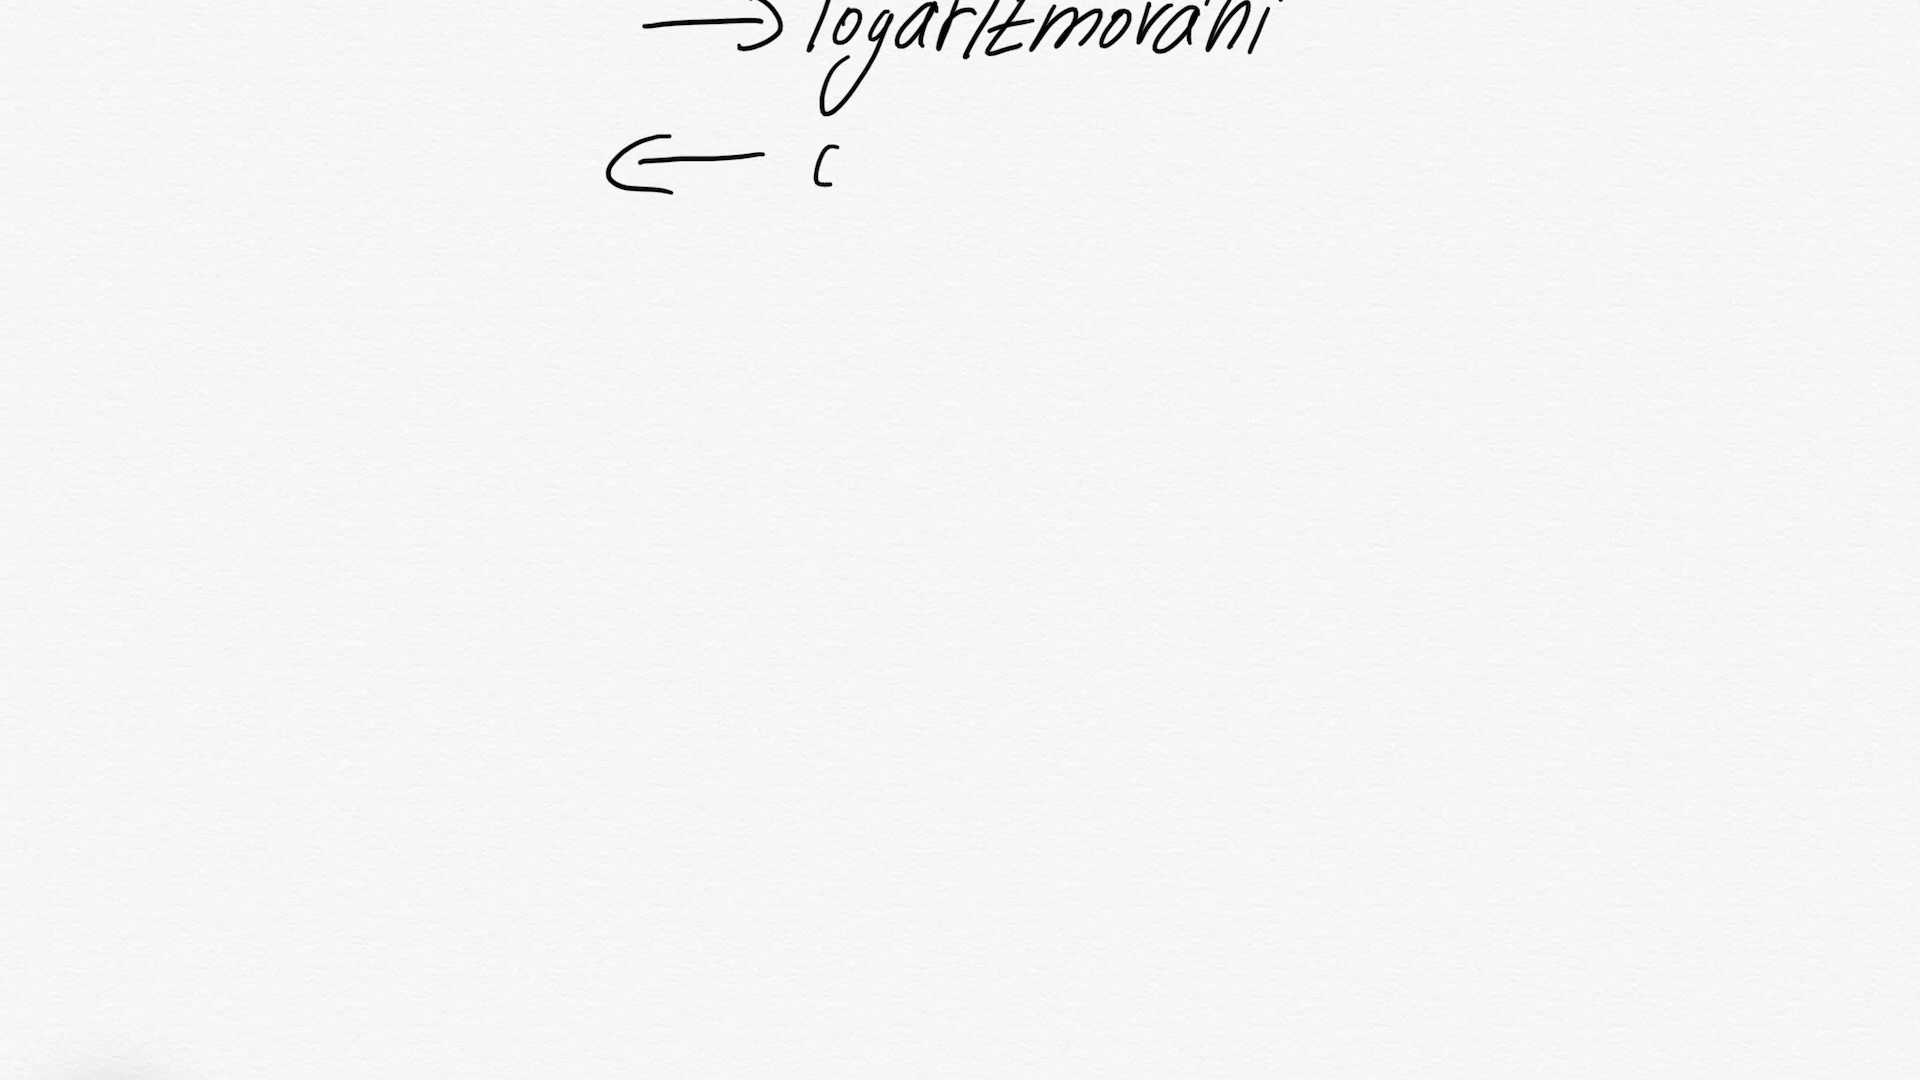 → logaritmování
← c